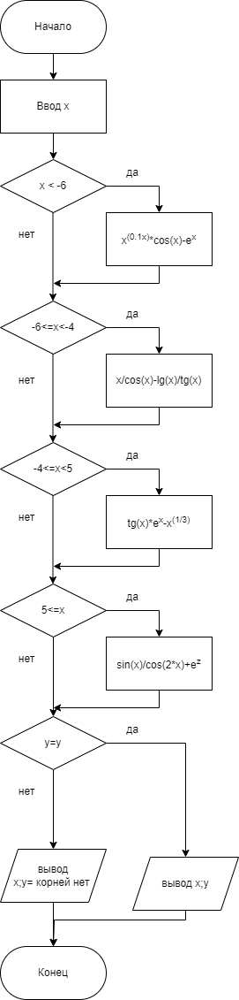 Начало
Ввод x
x < -6
да
нет
x^(0.1x)*cos(x)-e^x
-6<=x<-4
да
нет
x/cos(x)-lg(x)/tg(x)
-4<=x<5
да
нет
tg(x)*e^x-x^(1/3)
5<=x
да
нет
sin(x)/cos(2*x)+e^z
y=y
да
нет
вывод
x;y= корней нет
вывод x;y
Конец